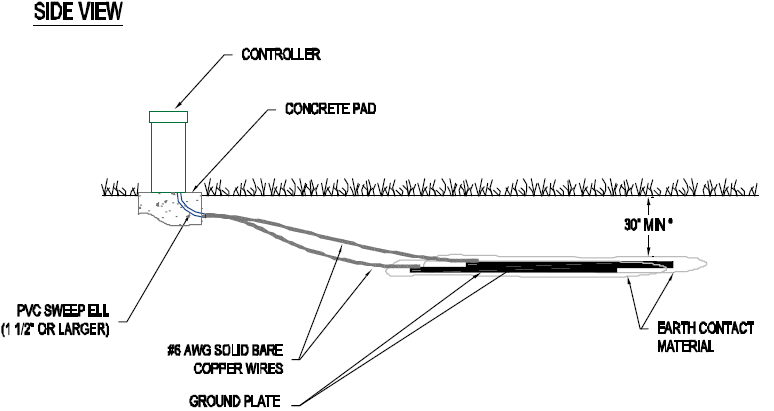 SIDE VIEW
CONTROLLER
CONCRETE PAD
30" MIN *
PVC SWEEP ELL
(1 1/2" OR LARGER)
#6 AWG SOLID BARE
COPPER WIRES
GROUND PLATE
EARTH CONTACT
MATERIAL